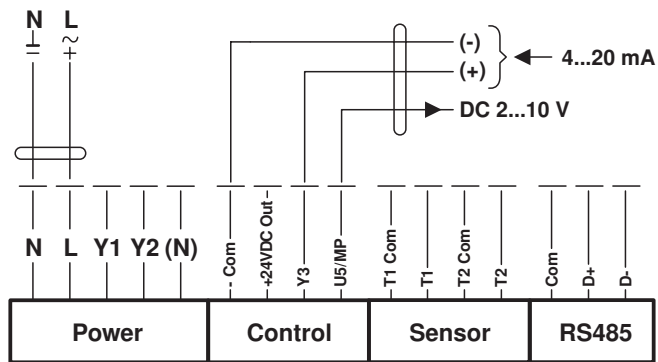 N L
(-)
(+)
4...20 mA
DC 2...10 V
N L Y1 Y2 (N)
- Com
+24VDC Out
Y3
U5/MP
T1 Com
T1
T2 Com
T2
Com
D+
D-
Power Control Sensor RS485